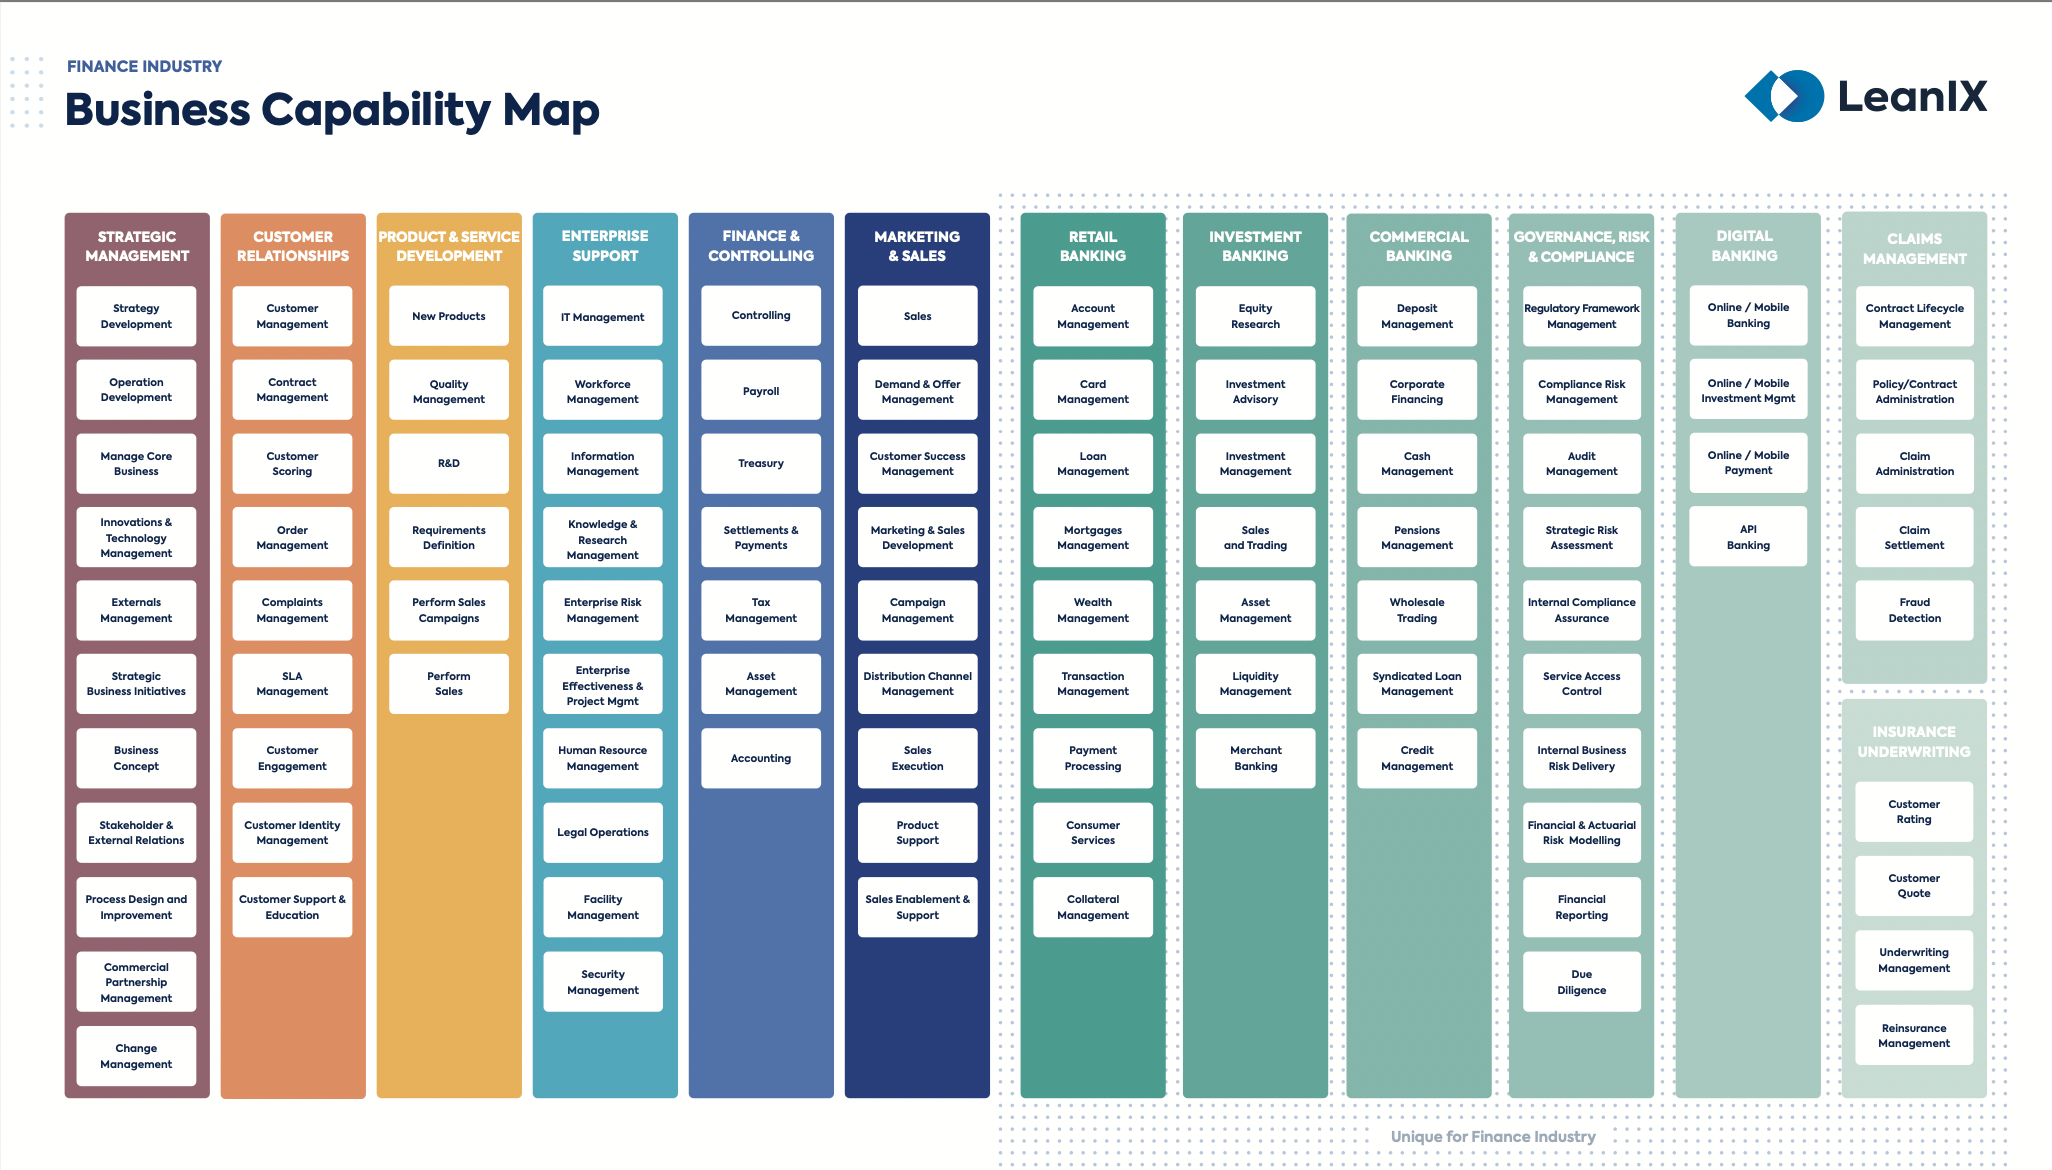 FINANCE INDUSTRY
Business Capability Map
LeanIX
STRATEGIC
MANAGEMENT
Strategy
Development
Operation
Development
Manage Core
Business
Innovations &
Technology
Management
Externals
Management
Strategic
Business Initiatives
Business
Concept
Stakeholder &
External Relations
Process Design and
Improvement
Commercial
Partnership
Management
Change
Management
CUSTOMER
RELATIONSHIPS
Customer
Management
Contract
Management
Customer
Scoring
Order
Management
Complaints
Management
SLA
Management
Customer
Engagement
Customer Identity
Management
Customer Support &
Education
PRODUCT & SERVICE
DEVELOPMENT
New Products
Quality
Management
R&D
Requirements
Definition
Perform Sales
Campaigns
Perform
Sales
ENTERPRISE
SUPPORT
IT Management
Workforce
Management
Information
Management
Knowledge &
Research
Management
Enterprise Risk
Management
Enterprise
Effectiveness &
Project Mgmt
Human Resource
Management
Legal Operations
Facility
Management
Security
Management
FINANCE &
CONTROLLING
Controlling
Payroll
Treasury
Settlements &
Payments
Tax
Management
Asset
Management
Accounting
MARKETING
& SALES
Sales
Demand & Offer
Management
Customer Success
Management
Marketing & Sales
Development
Campaign
Management
Distribution Channel
Management
Sales
Execution
Product
Support
Sales Enablement &
Support
RETAIL
BANKING
Account
Management
Card
Management
Loan
Management
Mortgages
Management
Wealth
Management
Transaction
Management
Payment
Processing
Consumer
Services
Collateral
Management
INVESTMENT
BANKING
Equity
Research
Investment
Advisory
Investment
Management
Sales
and Trading
Asset
Management
Liquidity
Management
Merchant
Banking
COMMERCIAL
BANKING
Deposit
Management
Corporate
Financing
Cash
Management
Pensions
Management
Wholesale
Trading
Syndicated Loan
Management
Credit
Management
GOVERNANCE, RISK
& COMPLIANCE
Regulatory Framework
Management
Compliance Risk
Management
Audit
Management
Strategic Risk
Assessment
Internal Compliance
Assurance
Service Access
Control
Internal Business
Risk Delivery
Financial & Actuarial
Risk Modelling
Financial
Reporting
Due
Diligence
DIGITAL
BANKING
Online / Mobile
Banking
Online / Mobile
Investment Mgmt
Online / Mobile
Payment
API
Banking
CLAIMS
MANAGEMENT
Contract Lifecycle
Management
Policy/Contract
Administration
Claim
Administration
Claim
Settlement
Fraud
Detection
INSURANCE
UNDERWRITING
Customer
Rating
Customer
Quote
Underwriting
Management
Reinsurance
Management
Unique for Finance Industry